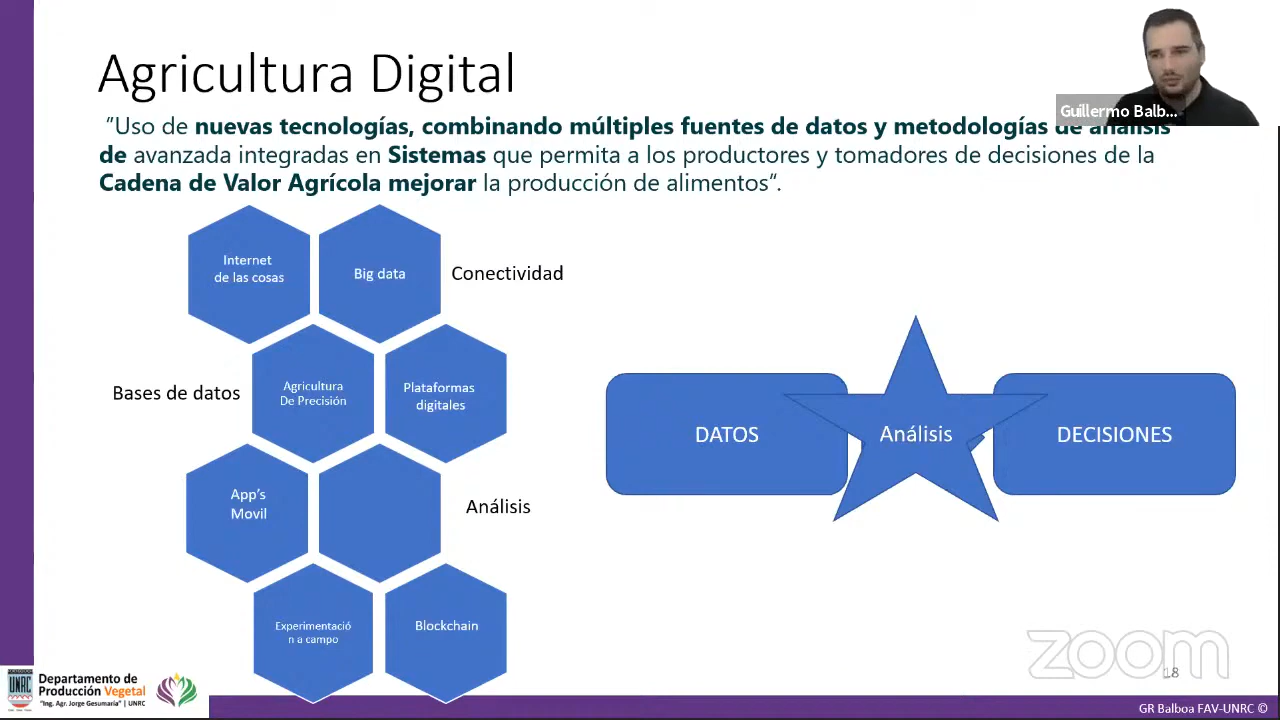 Agricultura Digital
Guillermo Balb...
“Uso de nuevas tecnologías, combinando múltiples fuentes de datos y metodologías de análisis
de avanzada integradas en Sistemas que permita a los productores y tomadores de decisiones de la
Cadena de Valor Agrícola mejorar la producción de alimentos“.
Internet
de las cosas
Big data
Conectividad
Bases de datos
Agricultura
De Precisión
Plataformas
digitales
App’s
Movil
Análisis
Experimentació
n a campo
Blockchain
DATOS
Análisis
DECISIONES
zoom
18
UNRC
Departamento de
Producción Vegetal
"Ing. Agr. Jorge Gesumaría" | UNRC
GR Balboa FAV-UNRC ©